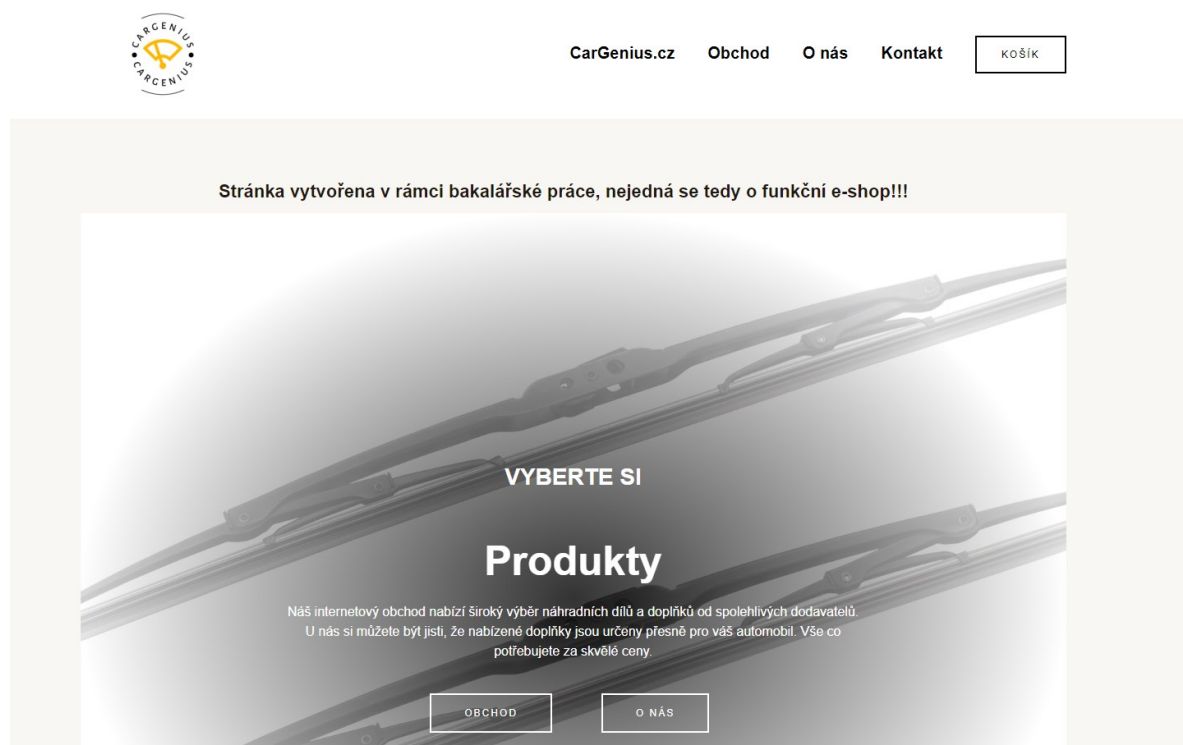 CARGENIUS
CARGENIUS
CarGenius.cz Obchod O nás Kontakt KOŠÍK
Stránka vytvořena v rámci bakalářské práce, nejedná se tedy o funkční e-shop!!!
VYBERTE SI
Produkty
Náš internetový obchod nabízí široký výběr náhradních dílů a doplňků od spolehlivých dodavatelů.
U nás si můžete být jisti, že nabízené doplňky jsou určeny přesně pro váš automobil. Vše co
potřebujete za skvělé ceny.
OBCHOD O NÁS